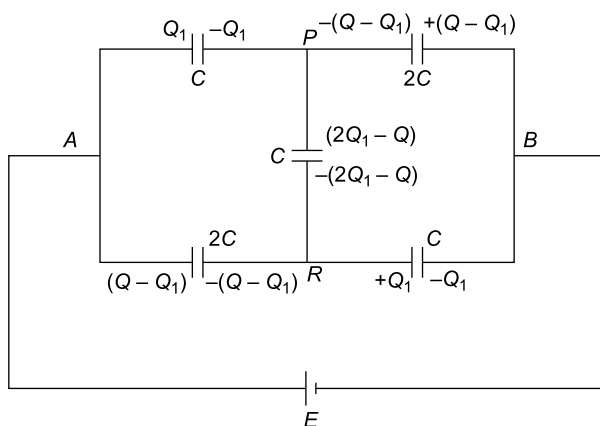 Q₁ –Q₁ P –(Q – Q₁) +(Q – Q₁)
C 2C
A (2Q₁ – Q) B
C –(2Q₁ – Q)
2C C
(Q – Q₁) –(Q – Q₁) R +Q₁ –Q₁
E